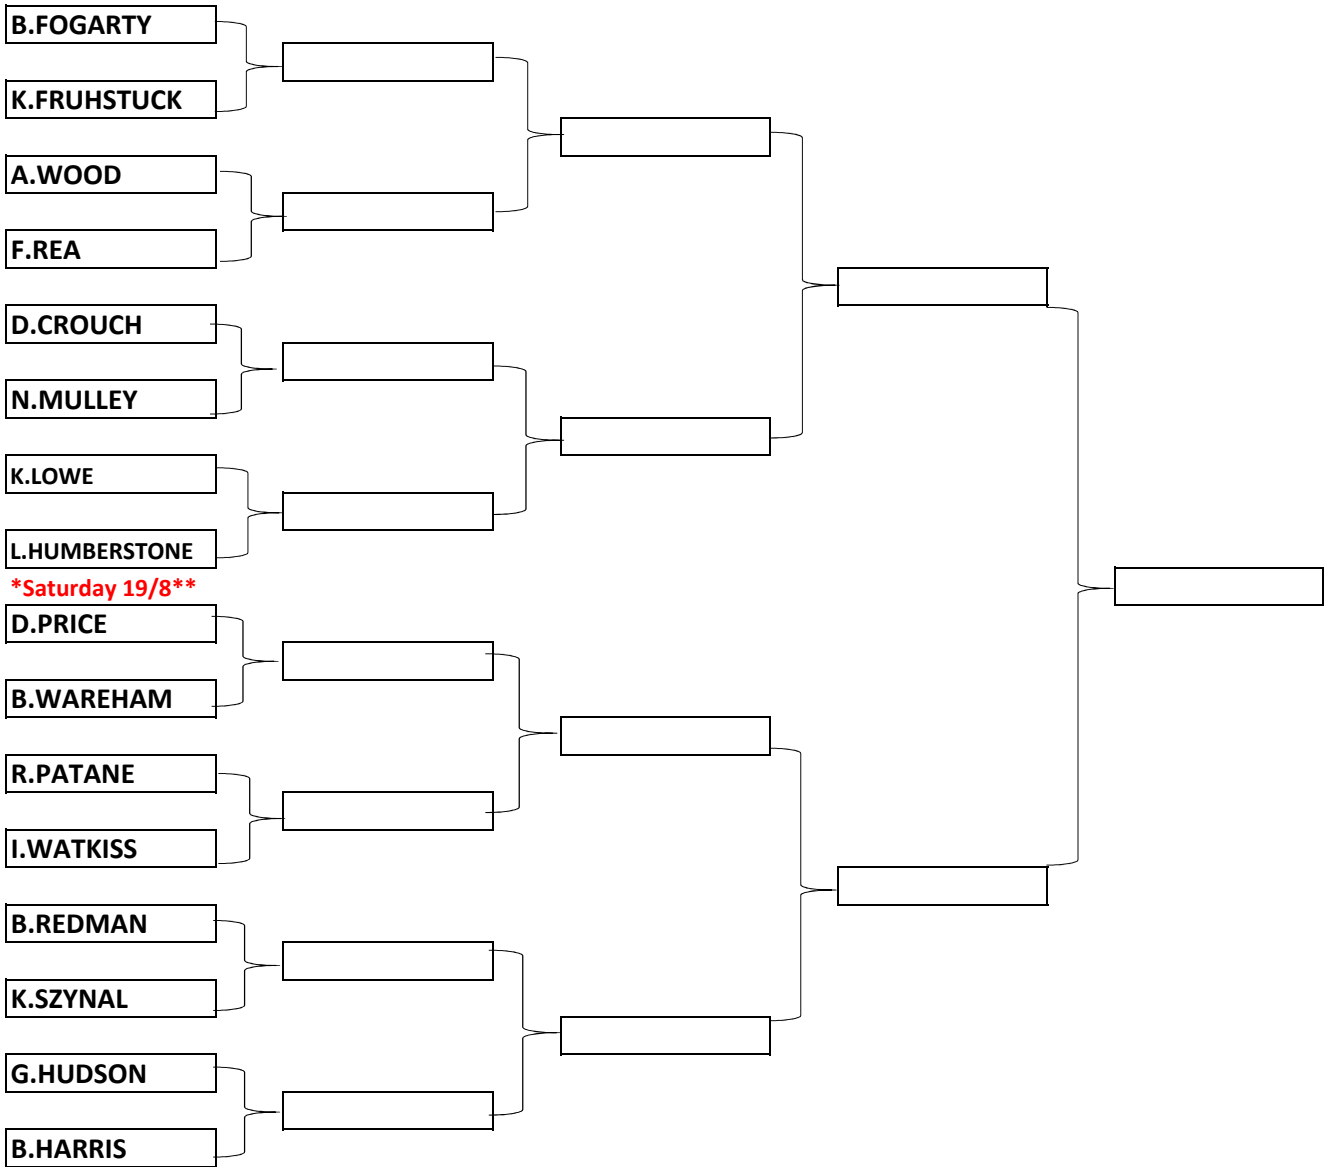 B.FOGARTY
K.FRUHSTUCK
A.WOOD
F.REA
D.CROUCH
N.MULLEY
K.LOWE
L.HUMBERSTONE
*Saturday 19/8**
D.PRICE
B.WAREHAM
R.PATANE
I.WATKISS
B.REDMAN
K.SZYNAL
G.HUDSON
B.HARRIS